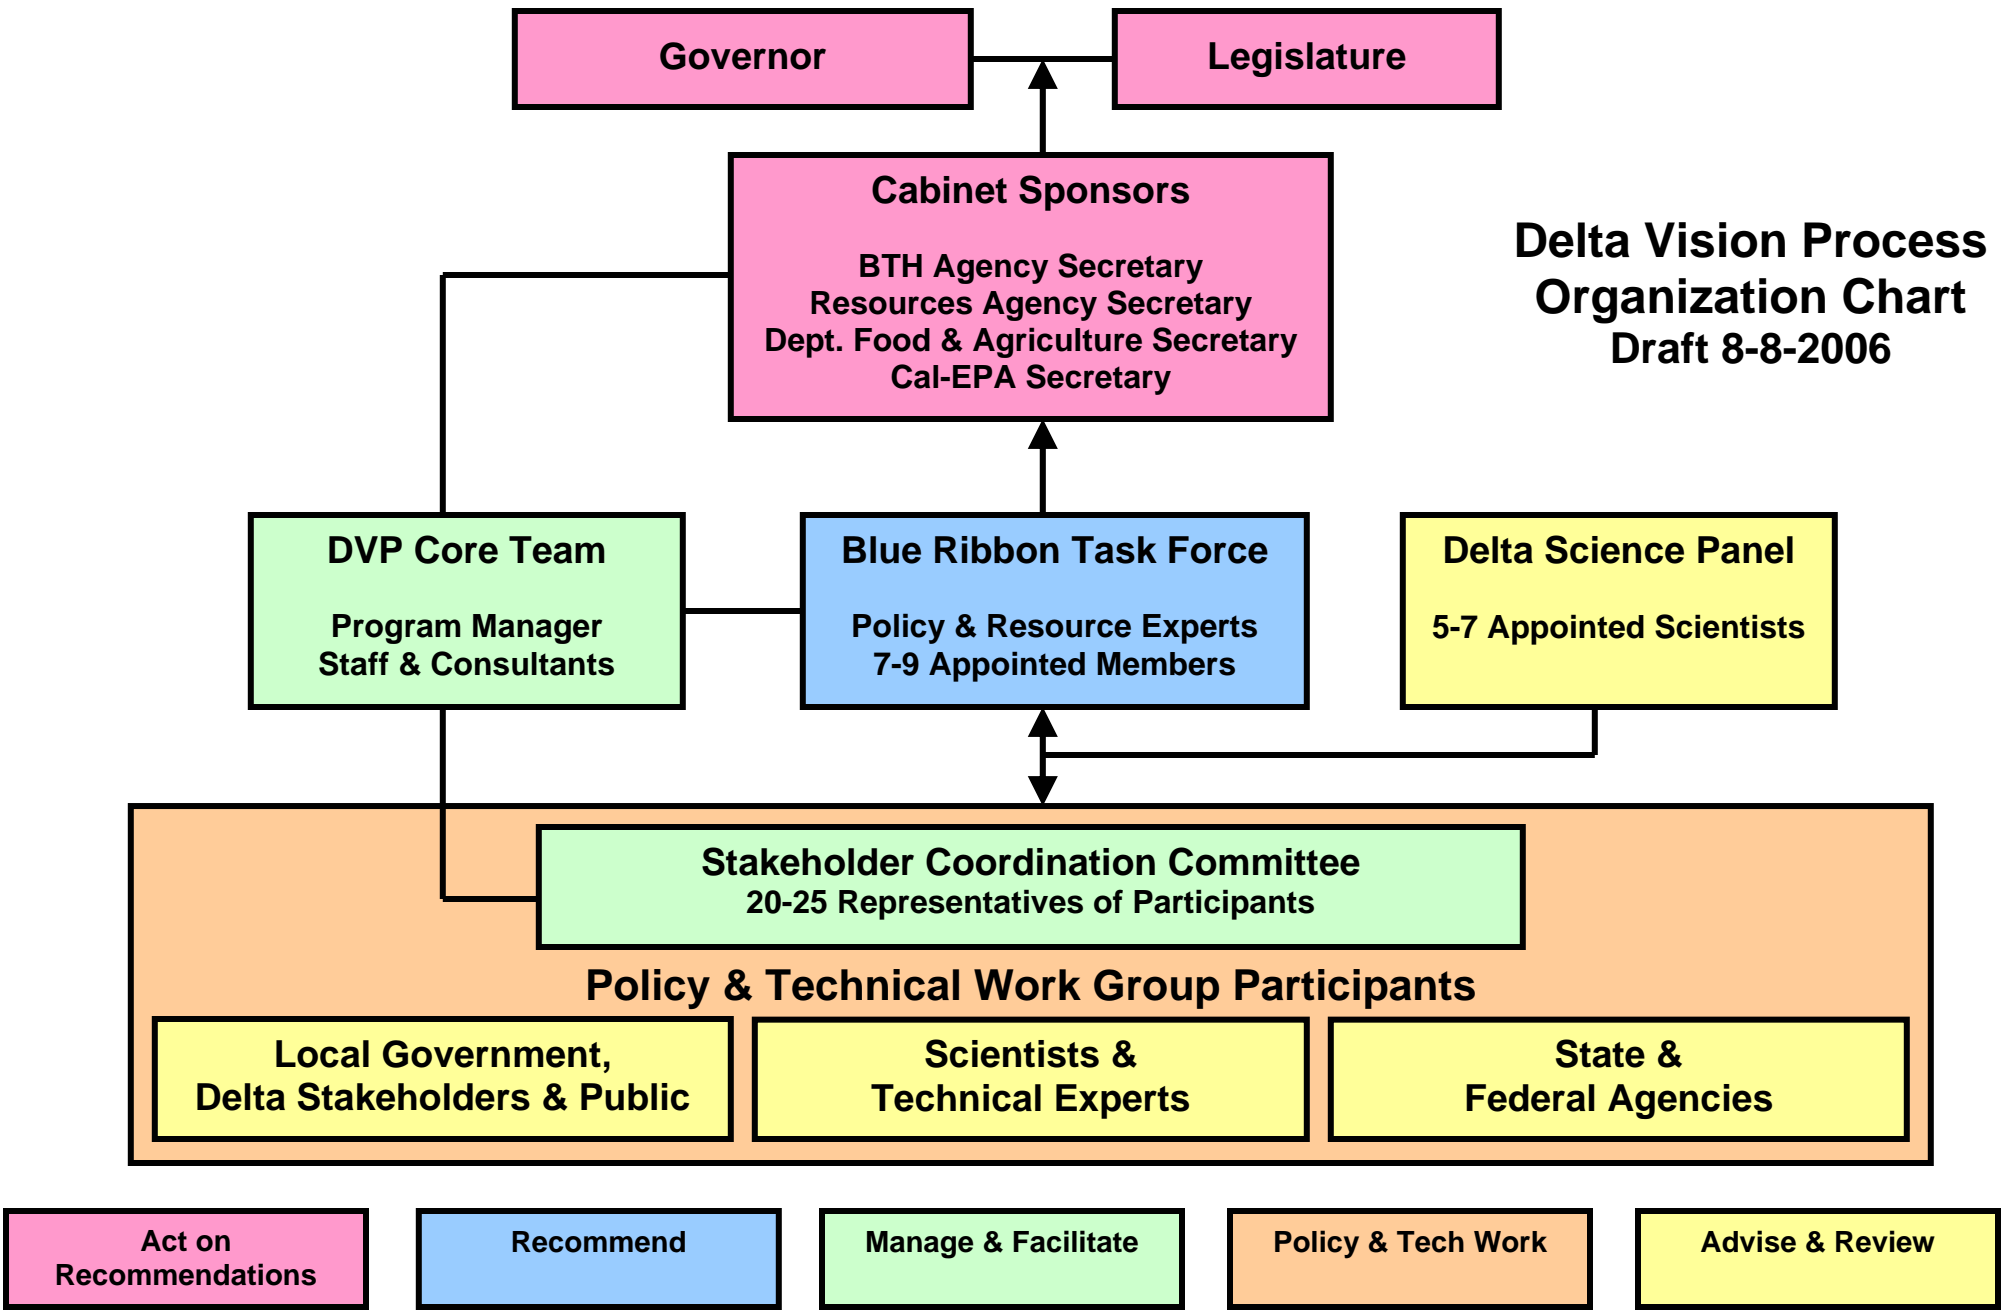 Governor
Legislature
Cabinet Sponsors
BTH Agency Secretary
Resources Agency Secretary
Dept. Food & Agriculture Secretary
Cal-EPA Secretary
Delta Vision Process
Organization Chart
Draft 8-8-2006
DVP Core Team
Program Manager
Staff & Consultants
Blue Ribbon Task Force
Policy & Resource Experts
7-9 Appointed Members
Delta Science Panel
5-7 Appointed Scientists
Stakeholder Coordination Committee
20-25 Representatives of Participants
Policy & Technical Work Group Participants
Local Government,
Delta Stakeholders & Public
Scientists &
Technical Experts
State &
Federal Agencies
Act on
Recommendations
Recommend
Manage & Facilitate
Policy & Tech Work
Advise & Review